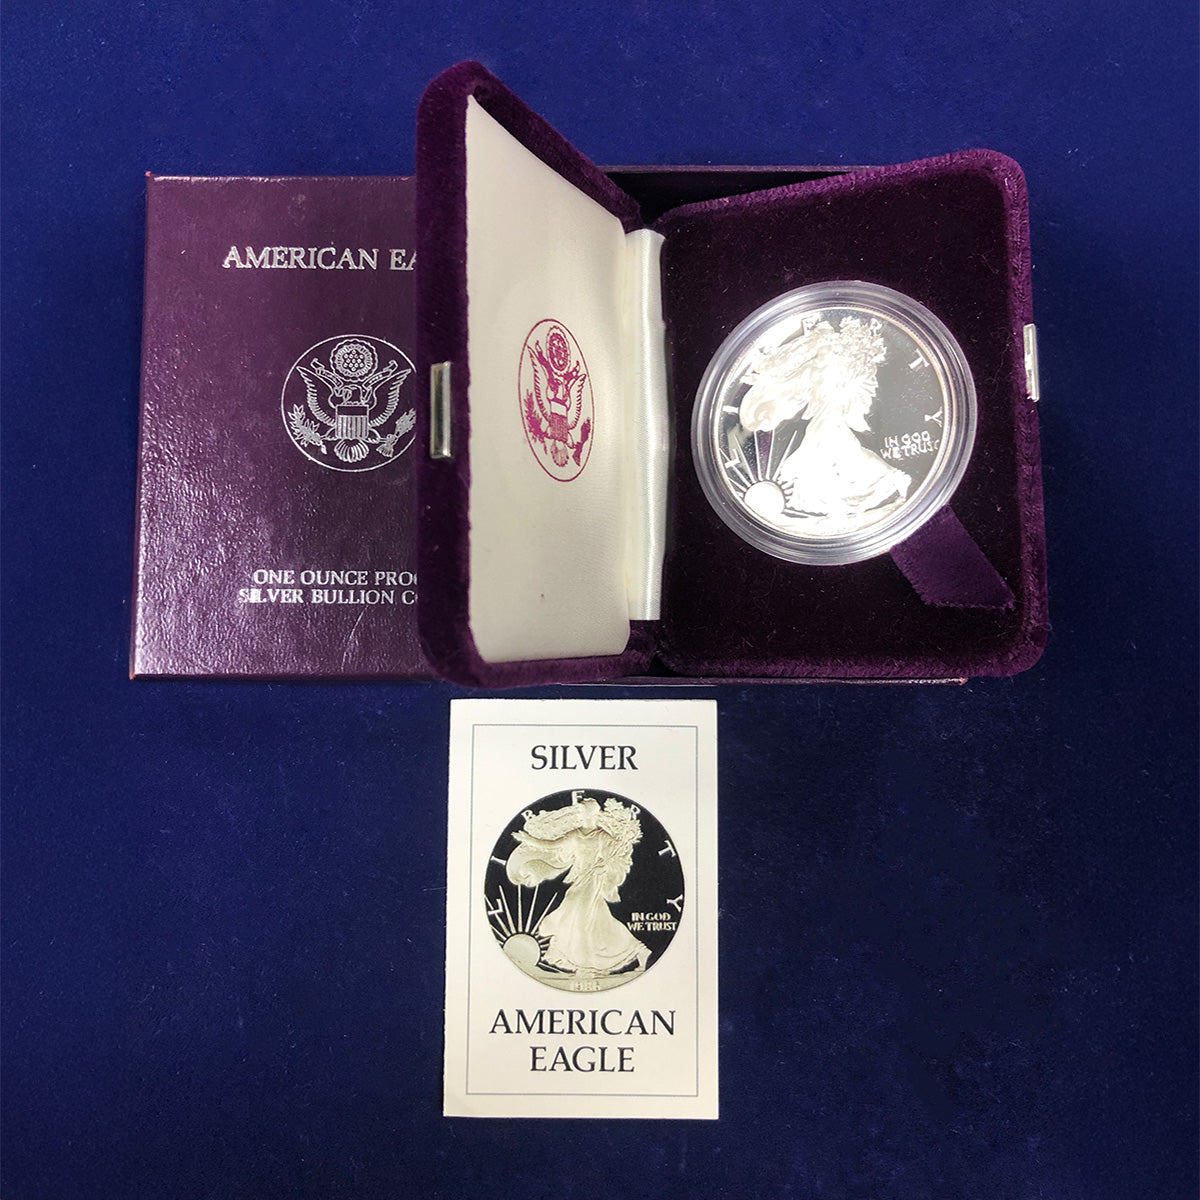 AMERICAN EA
ONE OUNCE PROO
SILVER BULLION C
LIBERTY
IN GOD
WE TRUST
SILVER
LIBERTY
IN GOD
WE TRUST
AMERICAN
EAGLE